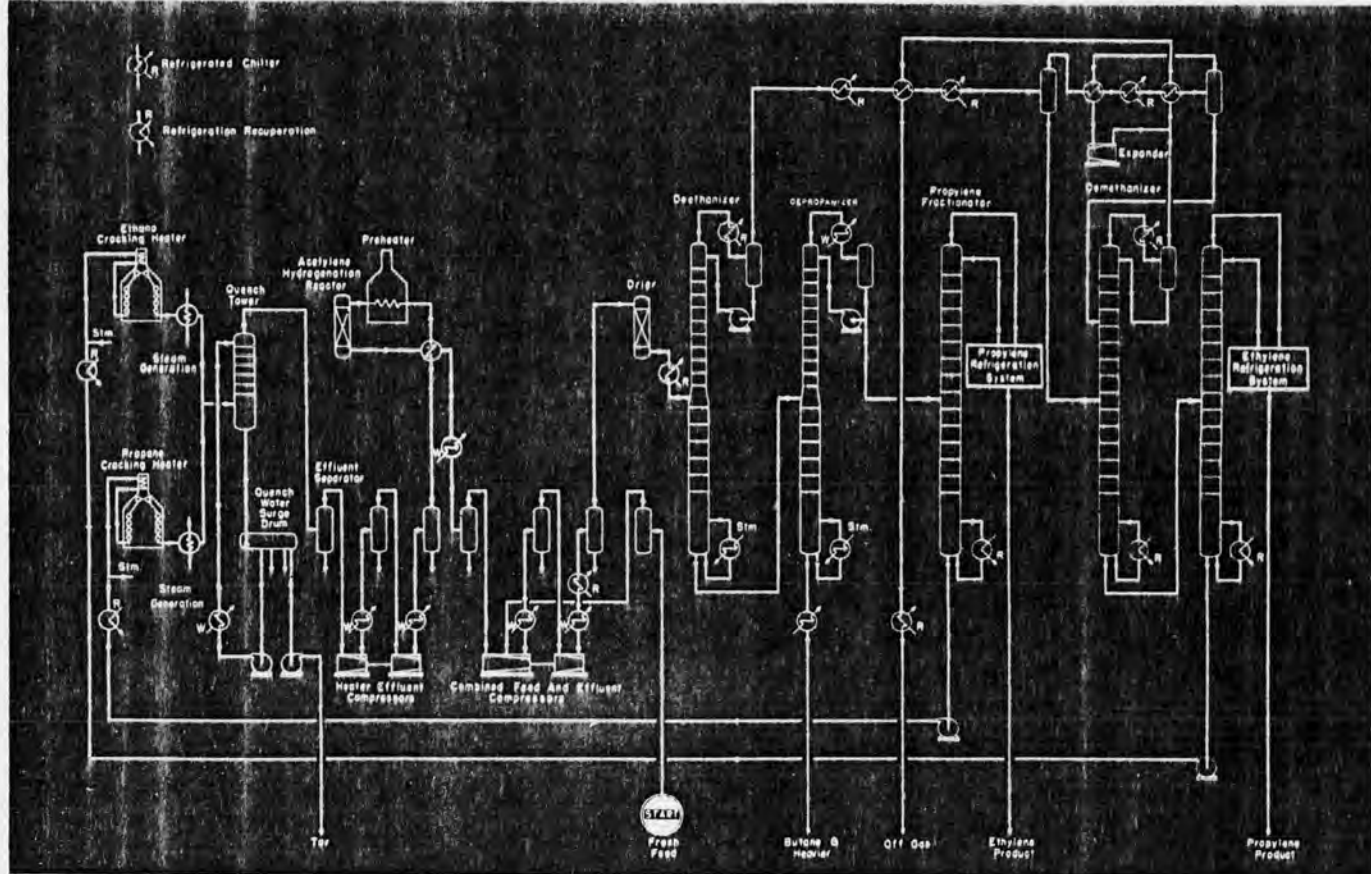 R
Refrigerated Chiller
R
Refrigeration Recuperation
Ethane
Cracking Heater
Stm.
R
Steam
Generation
Propane
Cracking Heater
Stm.
R
Steam
Generation
Quench
Tower
Quench
Water
Surge
Drum
W
Acetylene
Hydrogenation
Reactor
Preheater
W
Effluent
Separator
W
W
Heater Effluent
Compressors
W
R
W
Combined Feed And Effluent
Compressors
Drier
R
Deethanizer
R
Stm.
DEPROPANIZER
W
Stm.
R
R
R
Expander
Propylene
Fractionator
R
Propylene
Refrigeration
System
R
Demethanizer
R
R
R
Ethylene
Refrigeration
System
START
Tar
Fresh
Feed
Butane &
Heavier
Off Gas
Ethylene
Product
Propylene
Product